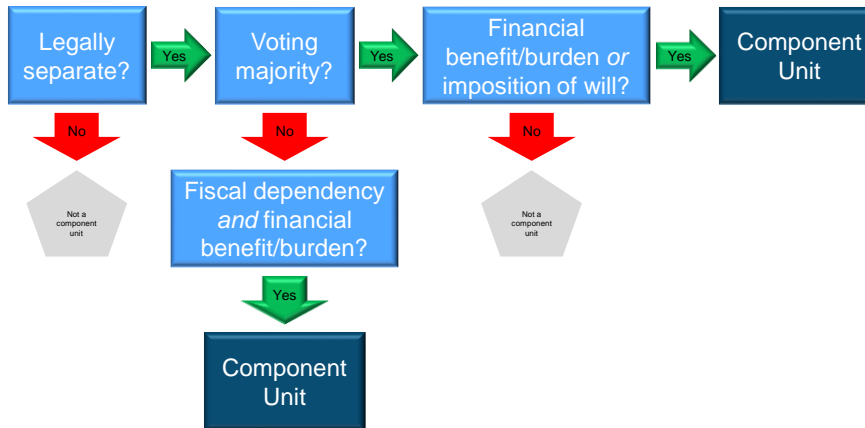 Legally
separate?
Yes
Voting
majority?
Yes
Financial
benefit/burden or
imposition of will?
Yes
Component
Unit
No
No
No
Not a
component
unit
Fiscal dependency
and financial
benefit/burden?
Not a
component
unit
Yes
Component
Unit